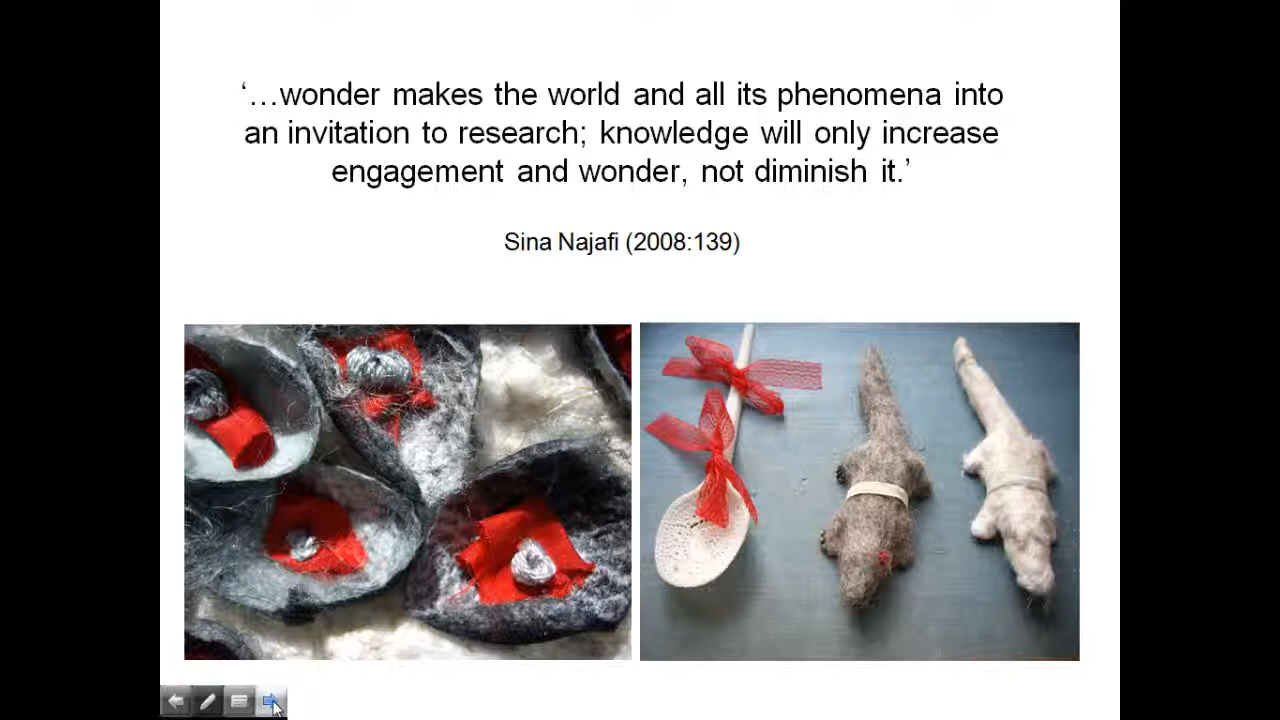 ‘…wonder makes the world and all its phenomena into
an invitation to research; knowledge will only increase
engagement and wonder, not diminish it.’
Sina Najafi (2008:139)